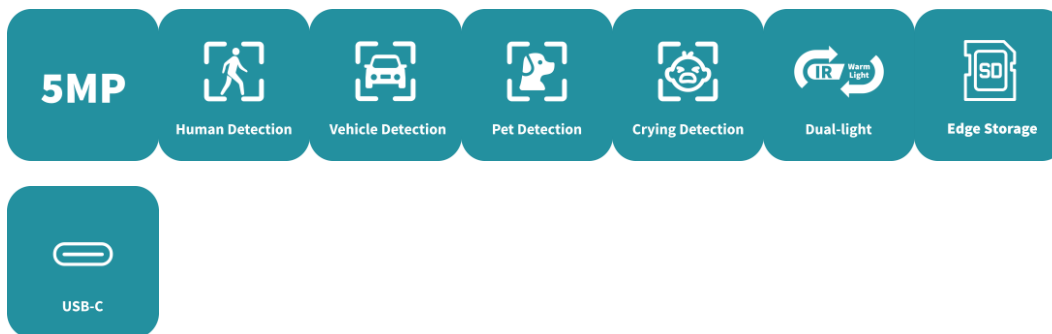 5MP
Human Detection
Vehicle Detection
Pet Detection
Crying Detection
IR
Warm
Light
Dual-light
SD
Edge Storage
USB-C